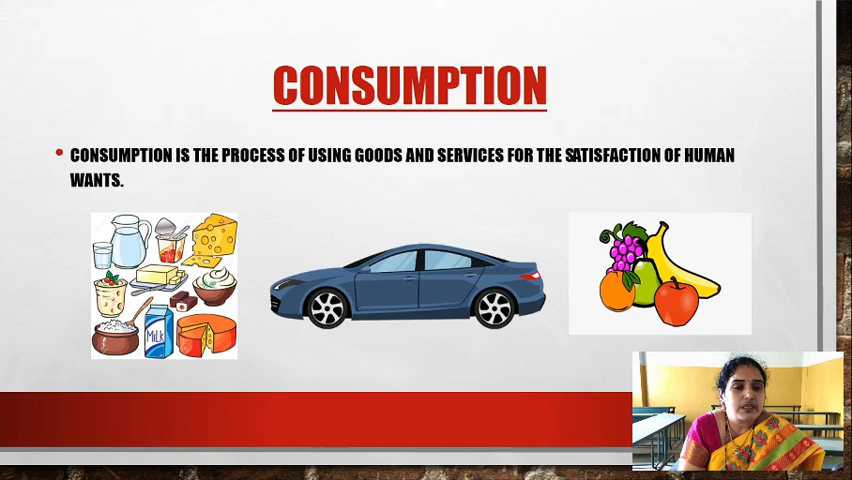 CONSUMPTION
• CONSUMPTION IS THE PROCESS OF USING GOODS AND SERVICES FOR THE SATISFACTION OF HUMAN
WANTS.
MILK